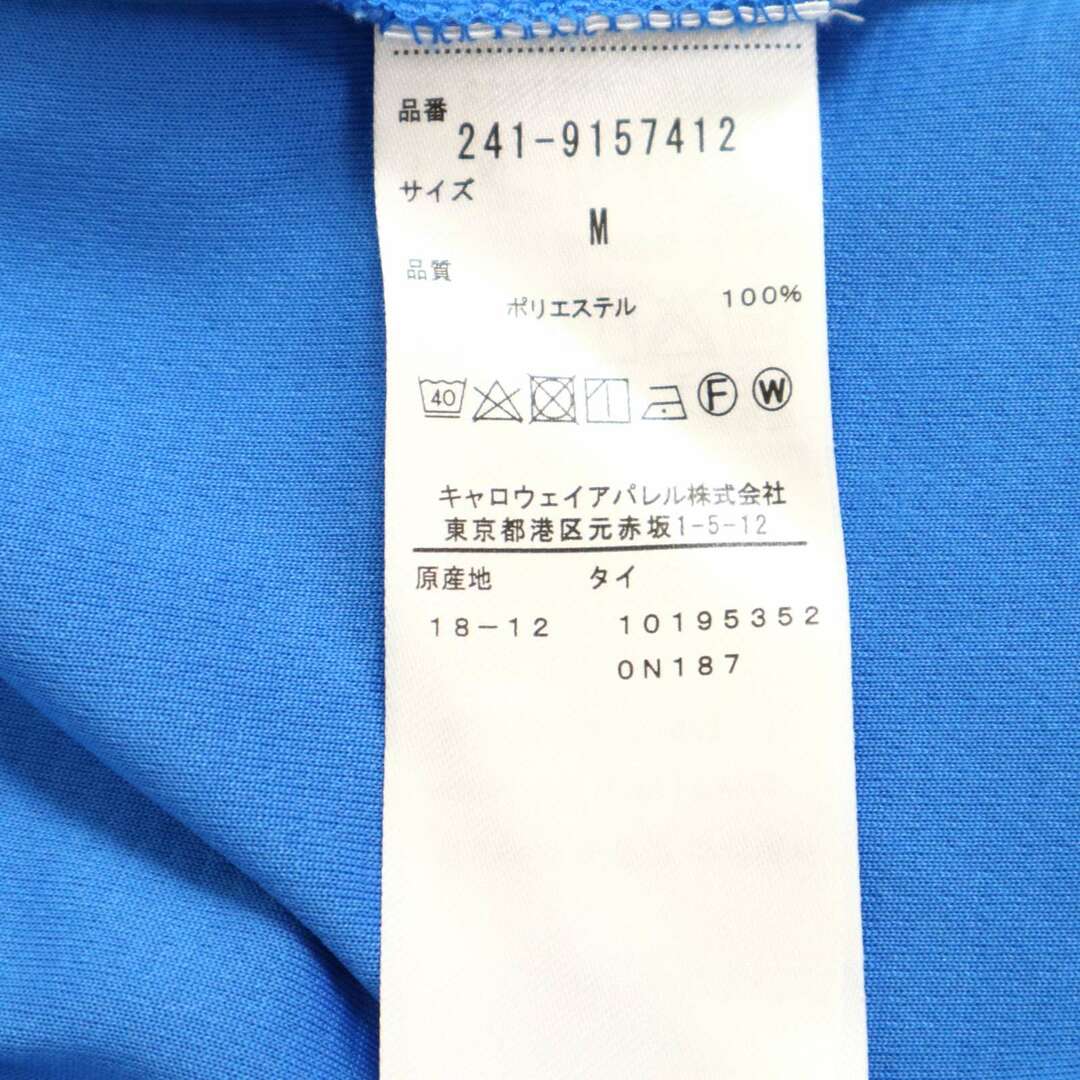 品番
241-9157412
サイズ
M
品質
ポリエステル 100%
40 F W
キャロウェイアパレル株式会社
東京都港区元赤坂1-5-12
原産地 タイ
18-12 10195352
0N187